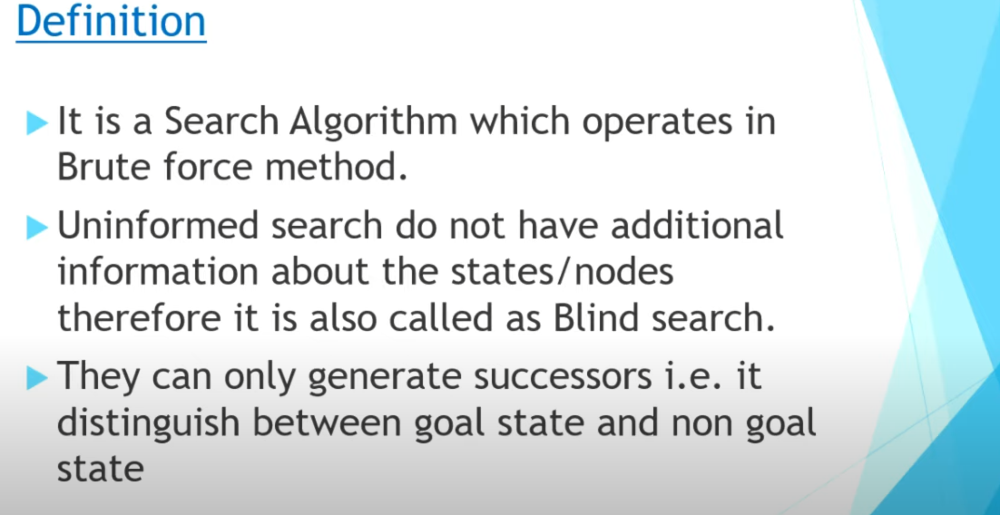 Definition
It is a Search Algorithm which operates in
Brute force method.
Uninformed search do not have additional
information about the states/nodes
therefore it is also called as Blind search.
They can only generate successors i.e. it
distinguish between goal state and non goal
state